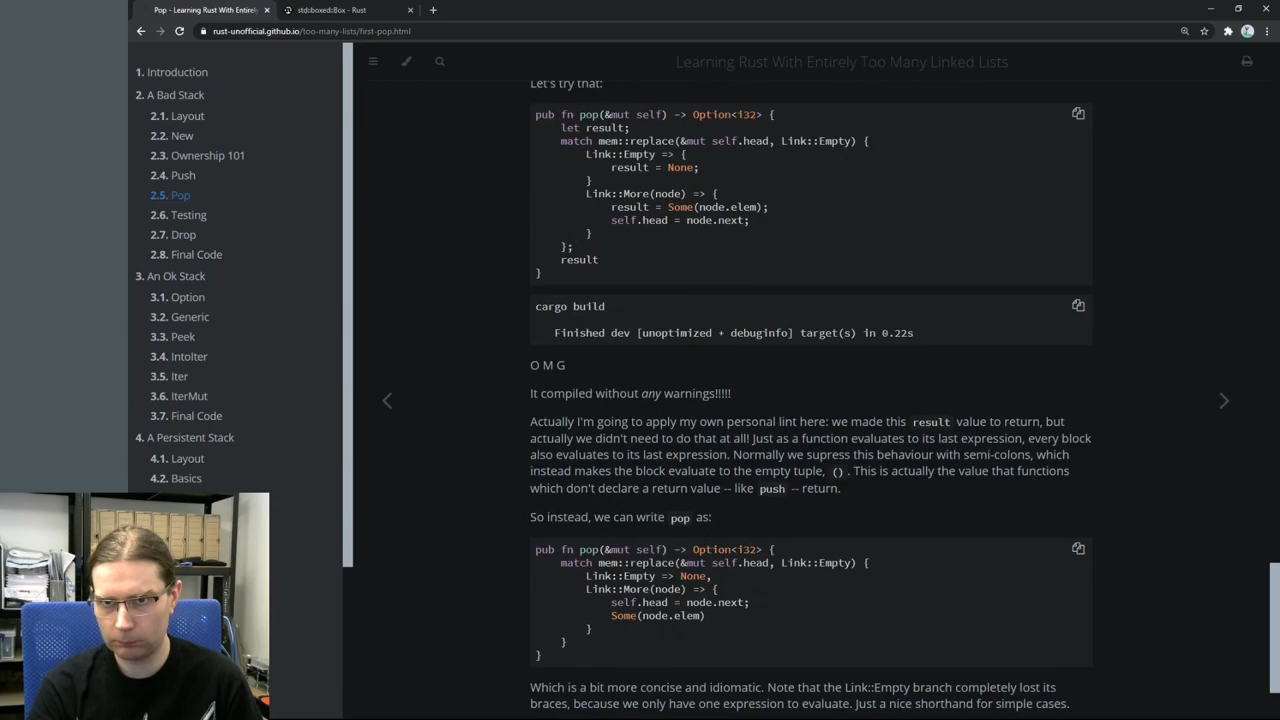 Pop - Learning Rust With Entirely
std::boxed::Box - Rust
rust-unofficial.github.io/too-many-lists/first-pop.html
1. Introduction
2. A Bad Stack
2.1. Layout
2.2. New
2.3. Ownership 101
2.4. Push
2.5. Pop
2.6. Testing
2.7. Drop
2.8. Final Code
3. An Ok Stack
3.1. Option
3.2. Generic
3.3. Peek
3.4. IntoIter
3.5. Iter
3.6. IterMut
3.7. Final Code
4. A Persistent Stack
4.1. Layout
4.2. Basics
Learning Rust With Entirely Too Many Linked Lists
Let's try that:
pub fn pop(&mut self) -> Option<i32> {
    let result;
    match mem::replace(&mut self.head, Link::Empty) {
        Link::Empty => {
            result = None;
        }
        Link::More(node) => {
            result = Some(node.elem);
            self.head = node.next;
        }
    };
    result
}
cargo build
   Finished dev [unoptimized + debuginfo] target(s) in 0.22s
O M G
It compiled without any warnings!!!!!
Actually I'm going to apply my own personal lint here: we made this result value to return, but
actually we didn't need to do that at all! Just as a function evaluates to its last expression, every block
also evaluates to its last expression. Normally we supress this behaviour with semi-colons, which
instead makes the block evaluate to the empty tuple, (). This is actually the value that functions
which don't declare a return value -- like push -- return.
So instead, we can write pop as:
pub fn pop(&mut self) -> Option<i32> {
    match mem::replace(&mut self.head, Link::Empty) {
        Link::Empty => None,
        Link::More(node) => {
            self.head = node.next;
            Some(node.elem)
        }
    }
}
Which is a bit more concise and idiomatic. Note that the Link::Empty branch completely lost its
braces, because we only have one expression to evaluate. Just a nice shorthand for simple cases.